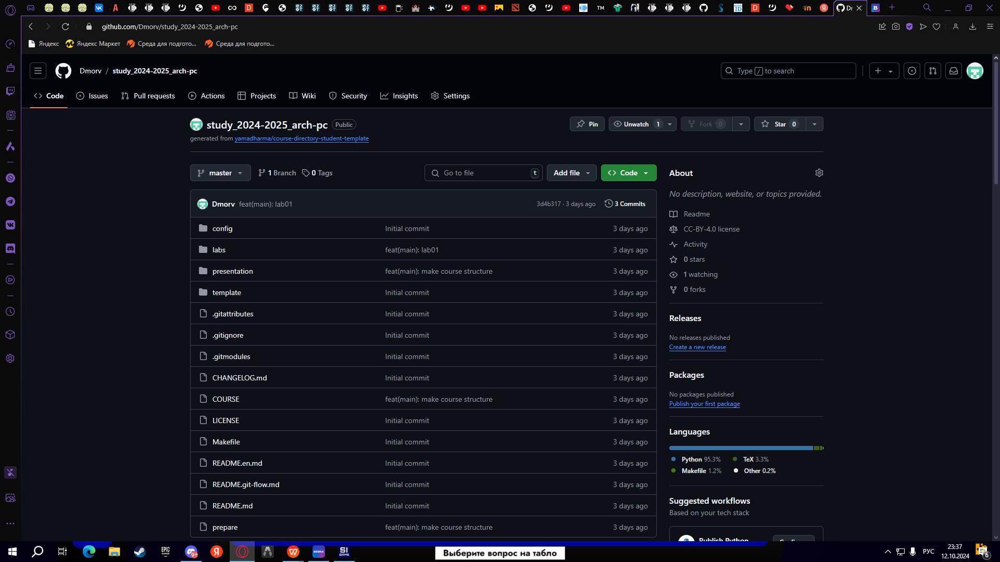 Dr
github.com/Dmorv/study_2024-2025_arch-pc
Яндекс
Яндекс Маркет
Среда для подгото...
Среда для подгото...
Dmorv / study_2024-2025_arch-pc
Type / to search
Code
Issues
Pull requests
Actions
Projects
Wiki
Security
Insights
Settings
study_2024-2025_arch-pc Public
Pin
Unwatch 1
Fork 0
Star 0
generated from yamadharma/course-directory-student-template
master
1 Branch
0 Tags
Go to file t
Add file
Code
Dmorv feat(main): lab01 3d4b317 · 3 days ago 3 Commits
config Initial commit 3 days ago
labs feat(main): lab01 3 days ago
presentation feat(main): make course structure 3 days ago
template Initial commit 3 days ago
.gitattributes Initial commit 3 days ago
.gitignore Initial commit 3 days ago
.gitmodules Initial commit 3 days ago
CHANGELOG.md Initial commit 3 days ago
COURSE feat(main): make course structure 3 days ago
LICENSE Initial commit 3 days ago
Makefile Initial commit 3 days ago
README.en.md Initial commit 3 days ago
README.git-flow.md Initial commit 3 days ago
README.md Initial commit 3 days ago
prepare feat(main): make course structure 3 days ago
About
No description, website, or topics provided.
Readme
CC-BY-4.0 license
Activity
0 stars
1 watching
0 forks
Releases
No releases published
Create a new release
Packages
No packages published
Publish your first package
Languages
Python 95.3% TeX 3.3%
Makefile 1.2% Other 0.2%
Suggested workflows
Based on your tech stack
Publish Python
Выберите вопрос на табло
РУС
23:37
12.10.2024
6